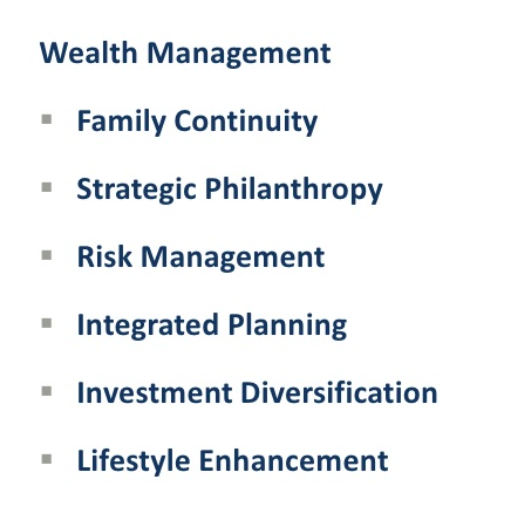 Wealth Management
▪ Family Continuity
▪ Strategic Philanthropy
▪ Risk Management
▪ Integrated Planning
▪ Investment Diversification
▪ Lifestyle Enhancement